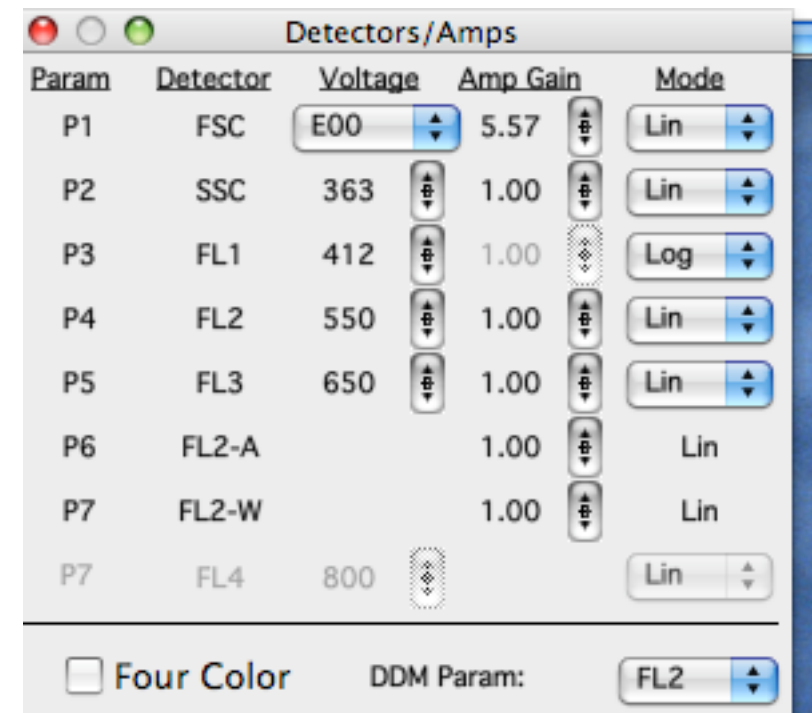 Detectors/Amps
Param Detector Voltage Amp Gain Mode
P1 FSC E00 5.57 Lin
P2 SSC 363 1.00 Lin
P3 FL1 412 1.00 Log
P4 FL2 550 1.00 Lin
P5 FL3 650 1.00 Lin
P6 FL2-A 1.00 Lin
P7 FL2-W 1.00 Lin
P7 FL4 800 Lin
Four Color DDM Param: FL2